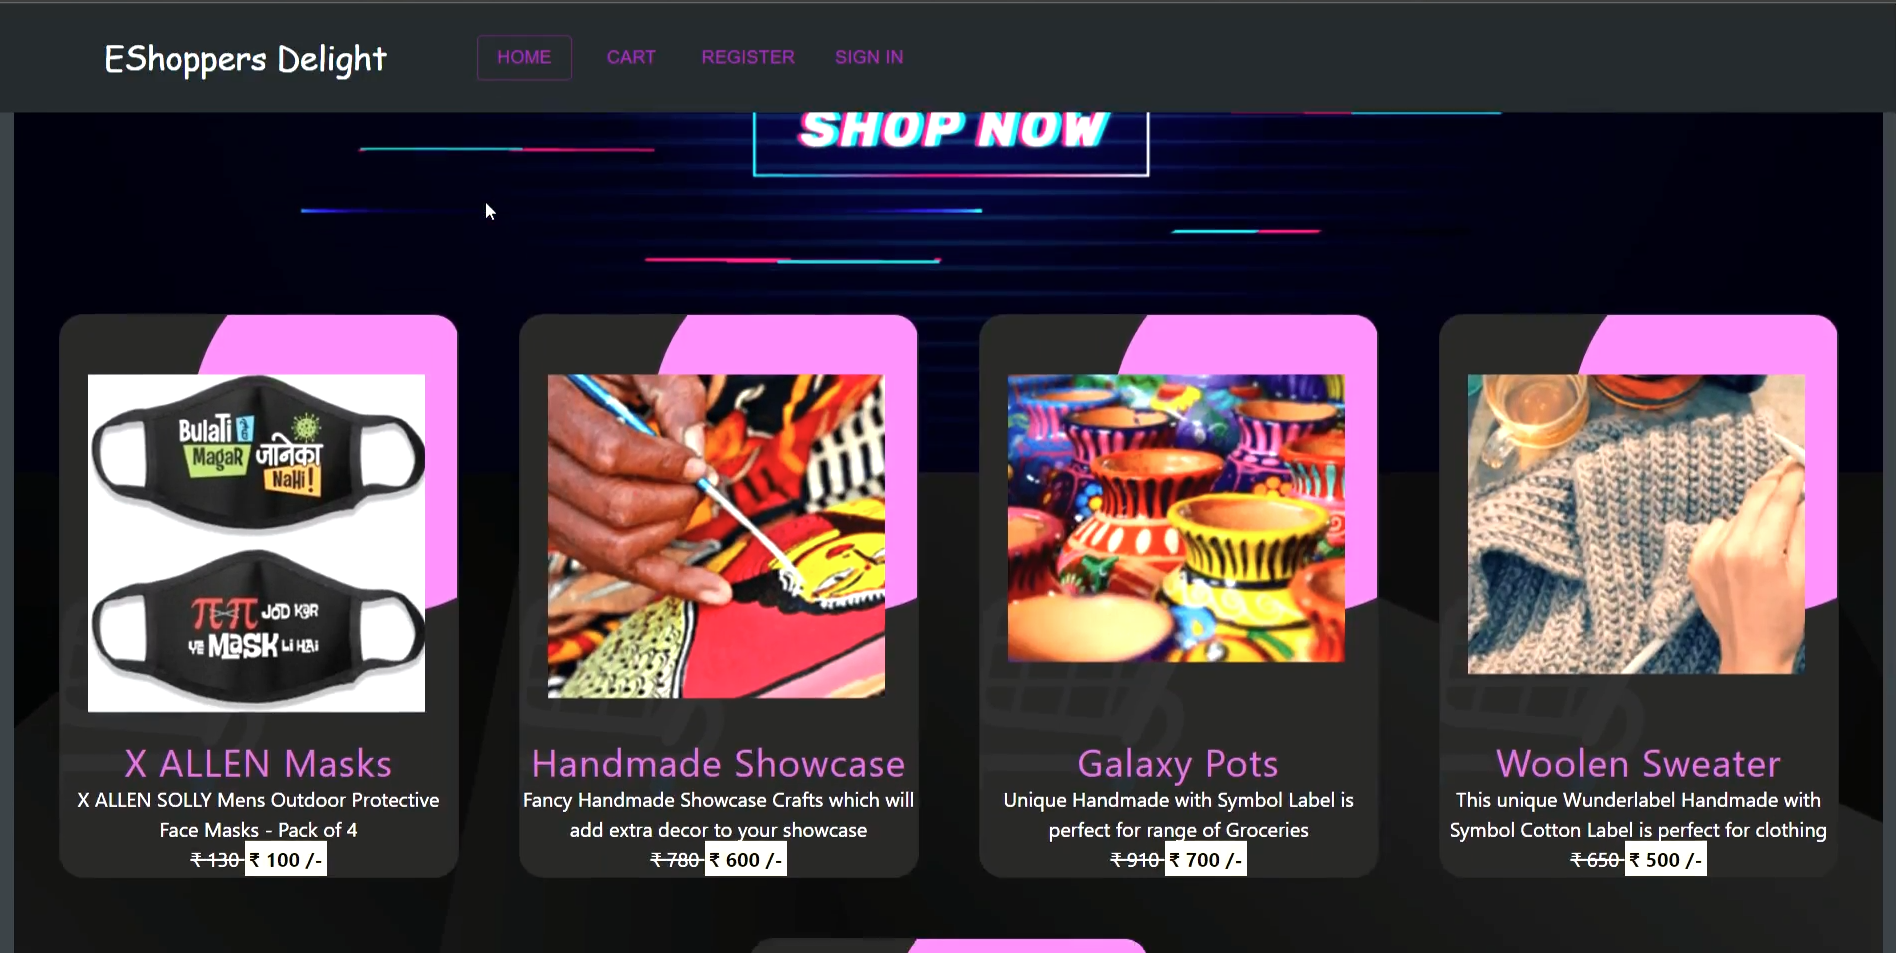 EShoppers Delight
HOME
CART
REGISTER
SIGN IN
SHOP NOW
BulaTi
MagaR जानेका
NaHi!
JOD KAR
YE MaSK Li HAI
X ALLEN Masks
X ALLEN SOLLY Mens Outdoor Protective
Face Masks - Pack of 4
₹ 130 ₹ 100 /-
Handmade Showcase
Fancy Handmade Showcase Crafts which will
add extra decor to your showcase
₹ 780 ₹ 600 /-
Galaxy Pots
Unique Handmade with Symbol Label is
perfect for range of Groceries
₹ 910 ₹ 700 /-
Woolen Sweater
This unique Wunderlabel Handmade with
Symbol Cotton Label is perfect for clothing
₹ 650 ₹ 500 /-